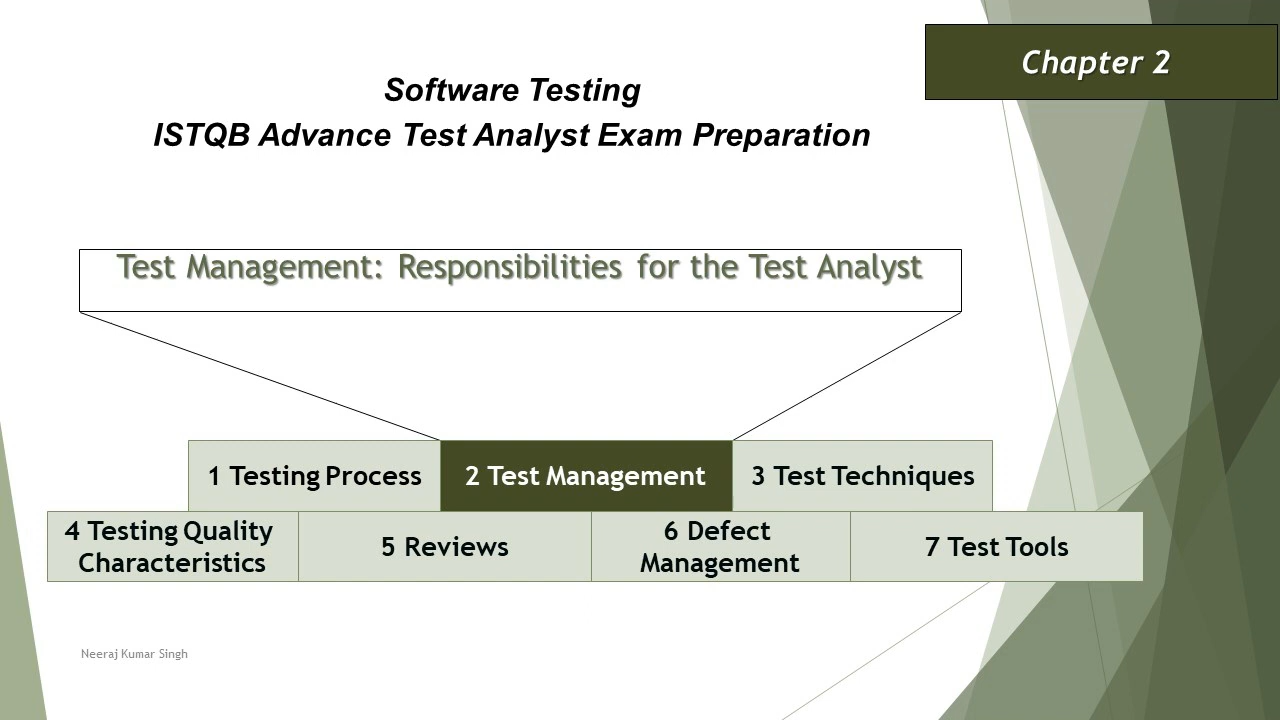 Chapter 2
Software Testing
ISTQB Advance Test Analyst Exam Preparation
Test Management: Responsibilities for the Test Analyst
1 Testing Process
2 Test Management
3 Test Techniques
4 Testing Quality
Characteristics
5 Reviews
6 Defect
Management
7 Test Tools
Neeraj Kumar Singh